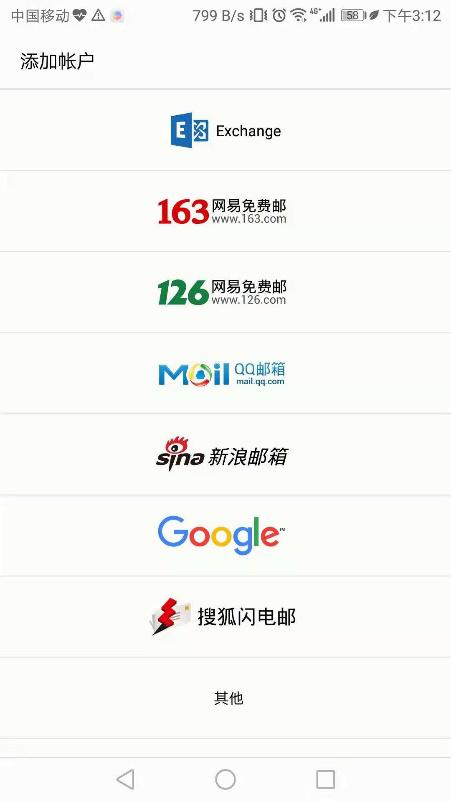 中国移动 799 B/s 4G+ 58 下午3:12
添加帐户
E Exchange
163 网易免费邮
www.163.com
126 网易免费邮
www.126.com
Mail QQ邮箱
mail.qq.com
sina 新浪邮箱
Google™
搜狐闪电邮
其他